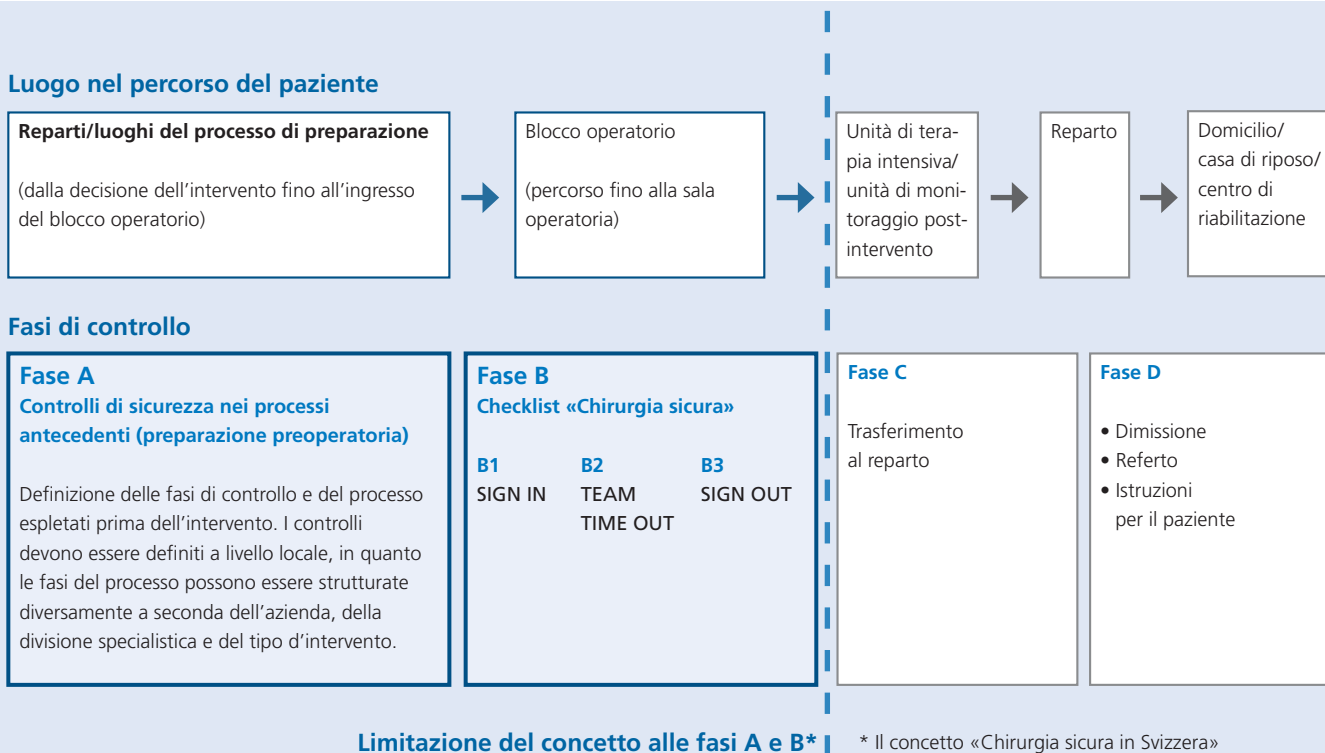 Luogo nel percorso del paziente
Reparti/luoghi del processo di preparazione
(dalla decisione dell'intervento fino all'ingresso
del blocco operatorio)
Blocco operatorio
(percorso fino alla sala
operatoria)
Unità di tera-
pia intensiva/
unità di moni-
toraggio post-
intervento
Reparto
Domicilio/
casa di riposo/
centro di
riabilitazione
Fasi di controllo
Fase A
Controlli di sicurezza nei processi
antecedenti (preparazione preoperatoria)
Definizione delle fasi di controllo e del processo
espletati prima dell'intervento. I controlli
devono essere definiti a livello locale, in quanto
le fasi del processo possono essere strutturate
diversamente a seconda dell'azienda, della
divisione specialistica e del tipo d'intervento.
Fase B
Checklist «Chirurgia sicura»
B1
SIGN IN
B2
TEAM
TIME OUT
B3
SIGN OUT
Fase C
Trasferimento
al reparto
Fase D
• Dimissione
• Referto
• Istruzioni
per il paziente
Limitazione del concetto alle fasi A e B*
* Il concetto «Chirurgia sicura in Svizzera»